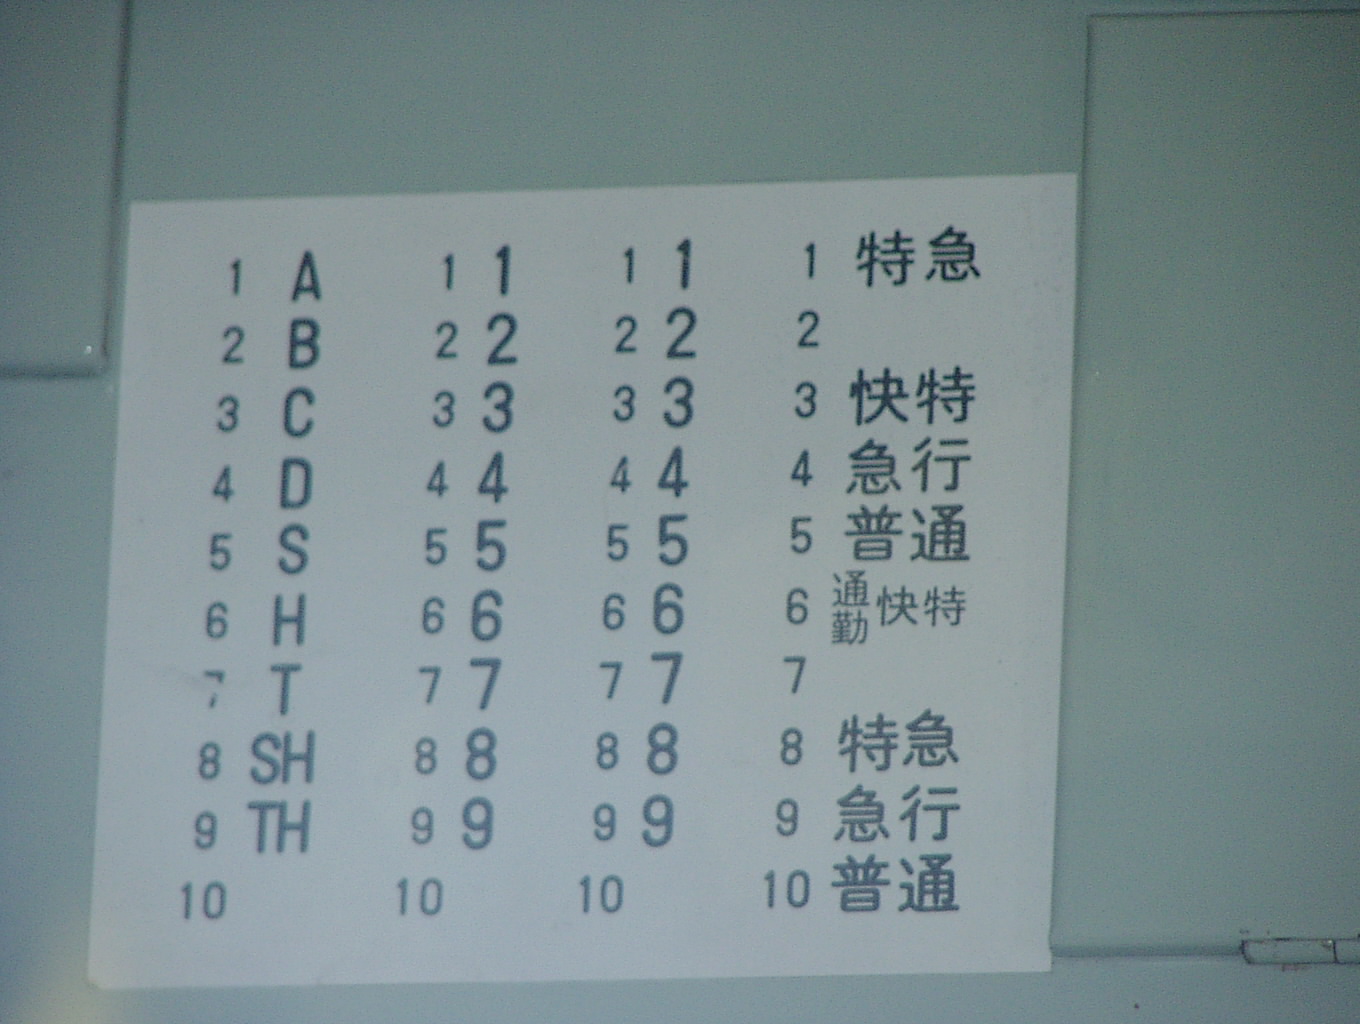 1 A 1 1 1 1 1 特急
2 B 2 2 2 2 2
3 C 3 3 3 3 3 快特
4 D 4 4 4 4 4 急行
5 S 5 5 5 5 5 普通
6 H 6 6 6 6 6 通勤快特
7 T 7 7 7 7 7
8 SH 8 8 8 8 8 特急
9 TH 9 9 9 9 9 急行
10 10 10 10 普通